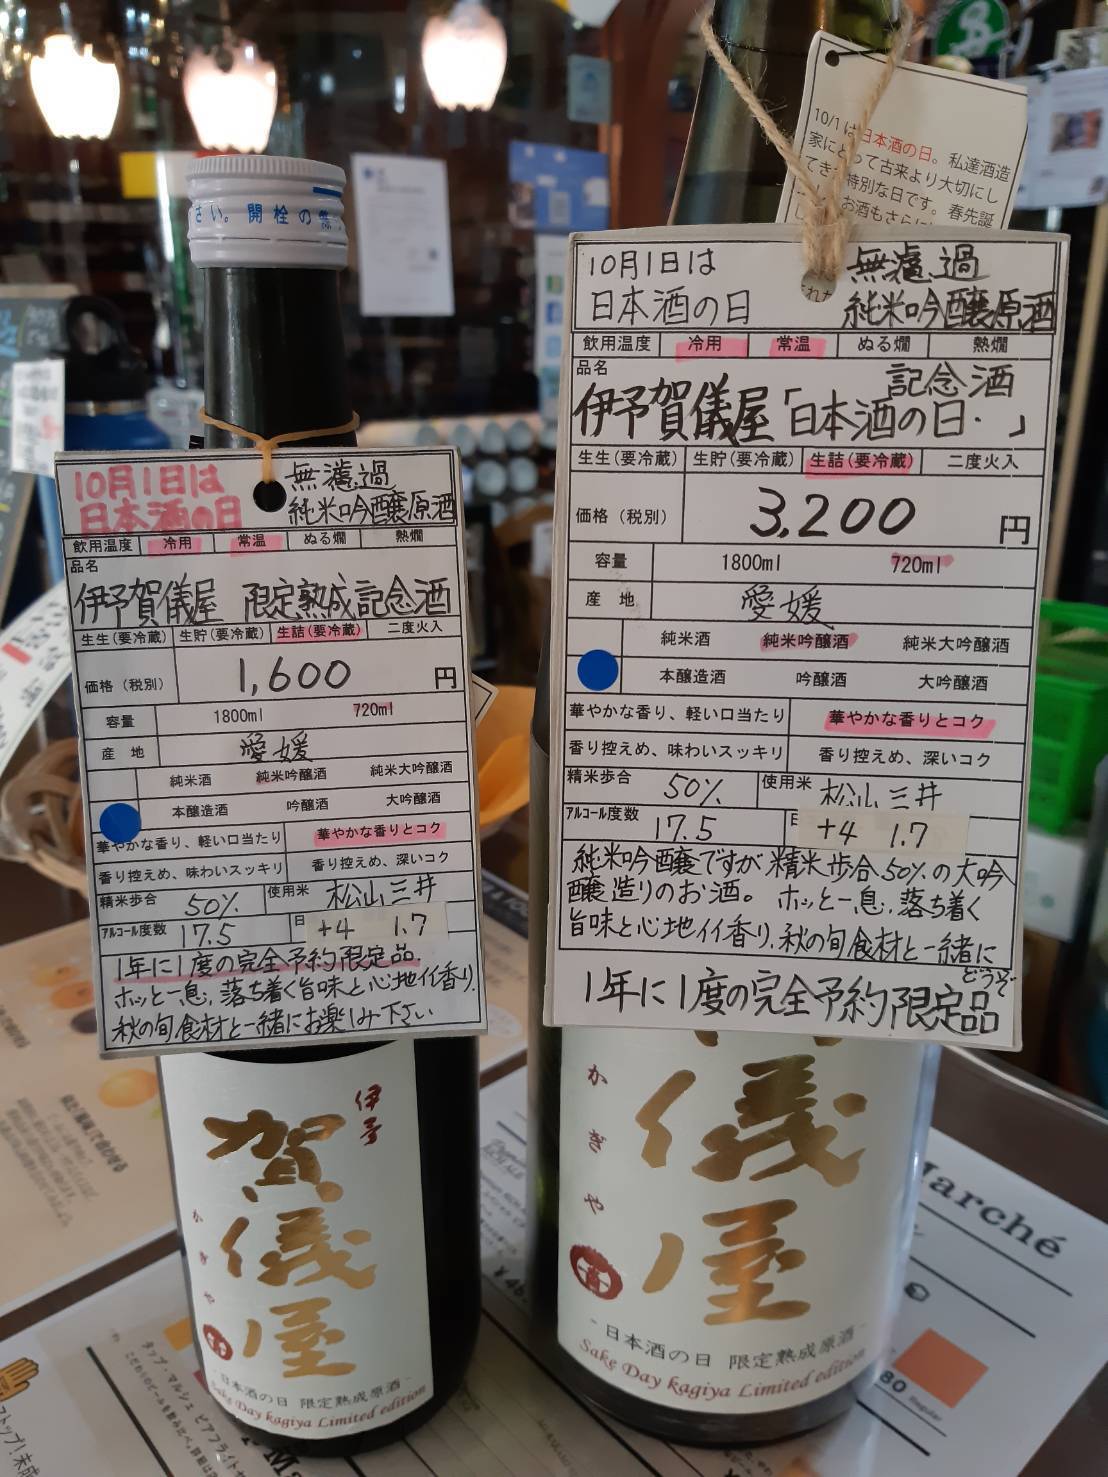 さい。開栓の際
10/1は日本酒の日。私達酒造
10月1日は
日本酒の日
無濾過
純米吟醸原酒
飲用温度 冷用 常温 ぬる燗 熱燗
品名
伊予賀儀屋 限定熟成記念酒
生生(要冷蔵) 生貯(要冷蔵) 生詰(要冷蔵) 二度火入
価格(税別) 1,600 円
容量 1800ml 720ml
産 地 愛媛
純米酒 純米吟醸酒 純米大吟醸酒
本醸造酒 吟醸酒 大吟醸酒
華やかな香り、軽い口当たり 華やかな香りとコク
香り控えめ、味わいスッキリ 香り控えめ、深いコク
精米歩合 50% 使用米 松山三井
アルコール度数 17.5 日 +4 1.7
1年に1度の完全予約限定品。
ホッと一息、落ち着く旨味と心地イイ香り。
秋の旬食材と一緒にお楽しみ下さい
伊予
賀儀屋
かぎや
- 日本酒の日 限定熟成原酒 -
Sake Day kagiya Limited edition
10月1日は
日本酒の日
無濾過
純米吟醸原酒
飲用温度 冷用 常温 ぬる燗 熱燗
品名
記念酒
伊予賀儀屋「日本酒の日・」
生生(要冷蔵) 生貯(要冷蔵) 生詰(要冷蔵) 二度火入
価格(税別) 3,200 円
容量 1800ml 720ml
産 地 愛媛
純米酒 純米吟醸酒 純米大吟醸酒
本醸造酒 吟醸酒 大吟醸酒
華やかな香り、軽い口当たり 華やかな香りとコク
香り控えめ、味わいスッキリ 香り控えめ、深いコク
精米歩合 50% 使用米 松山三井
アルコール度数 17.5 日 +4 1.7
純米吟醸ですが精米歩合50%の大吟
醸造りのお酒。ホッと一息、落ち着く
旨味と心地イイ香り、秋の旬食材と一緒に
どうぞ
1年に1度の完全予約限定品
儀屋
かぎや
- 日本酒の日 限定熟成原酒 -
Sake Day kagiya Limited edition
Marché
80
Regular